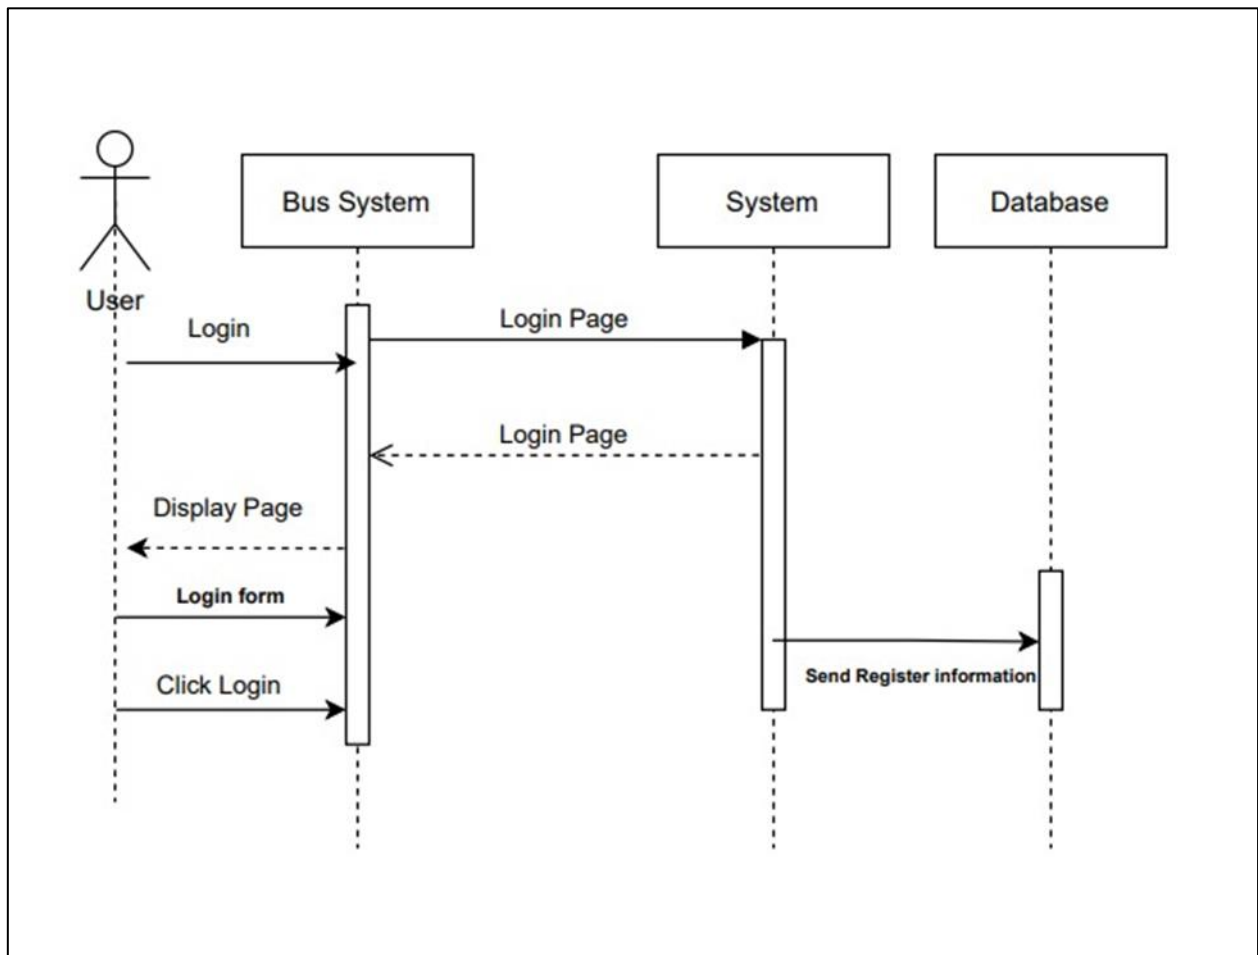 Bus System
System
Database
User
Login
Login Page
Login Page
Display Page
Login form
Send Register information
Click Login